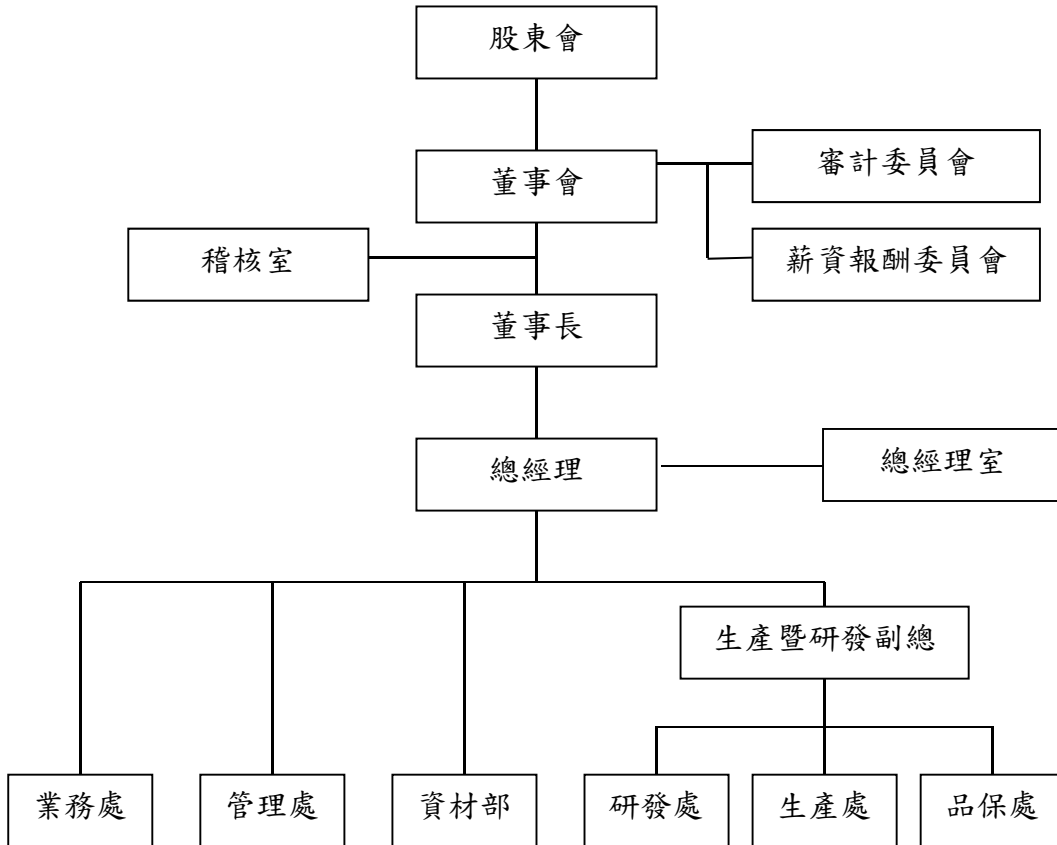 股東會
董事會
審計委員會
稽核室
薪資報酬委員會
董事長
總經理
總經理室
生產暨研發副總
業務處
管理處
資材部
研發處
生產處
品保處